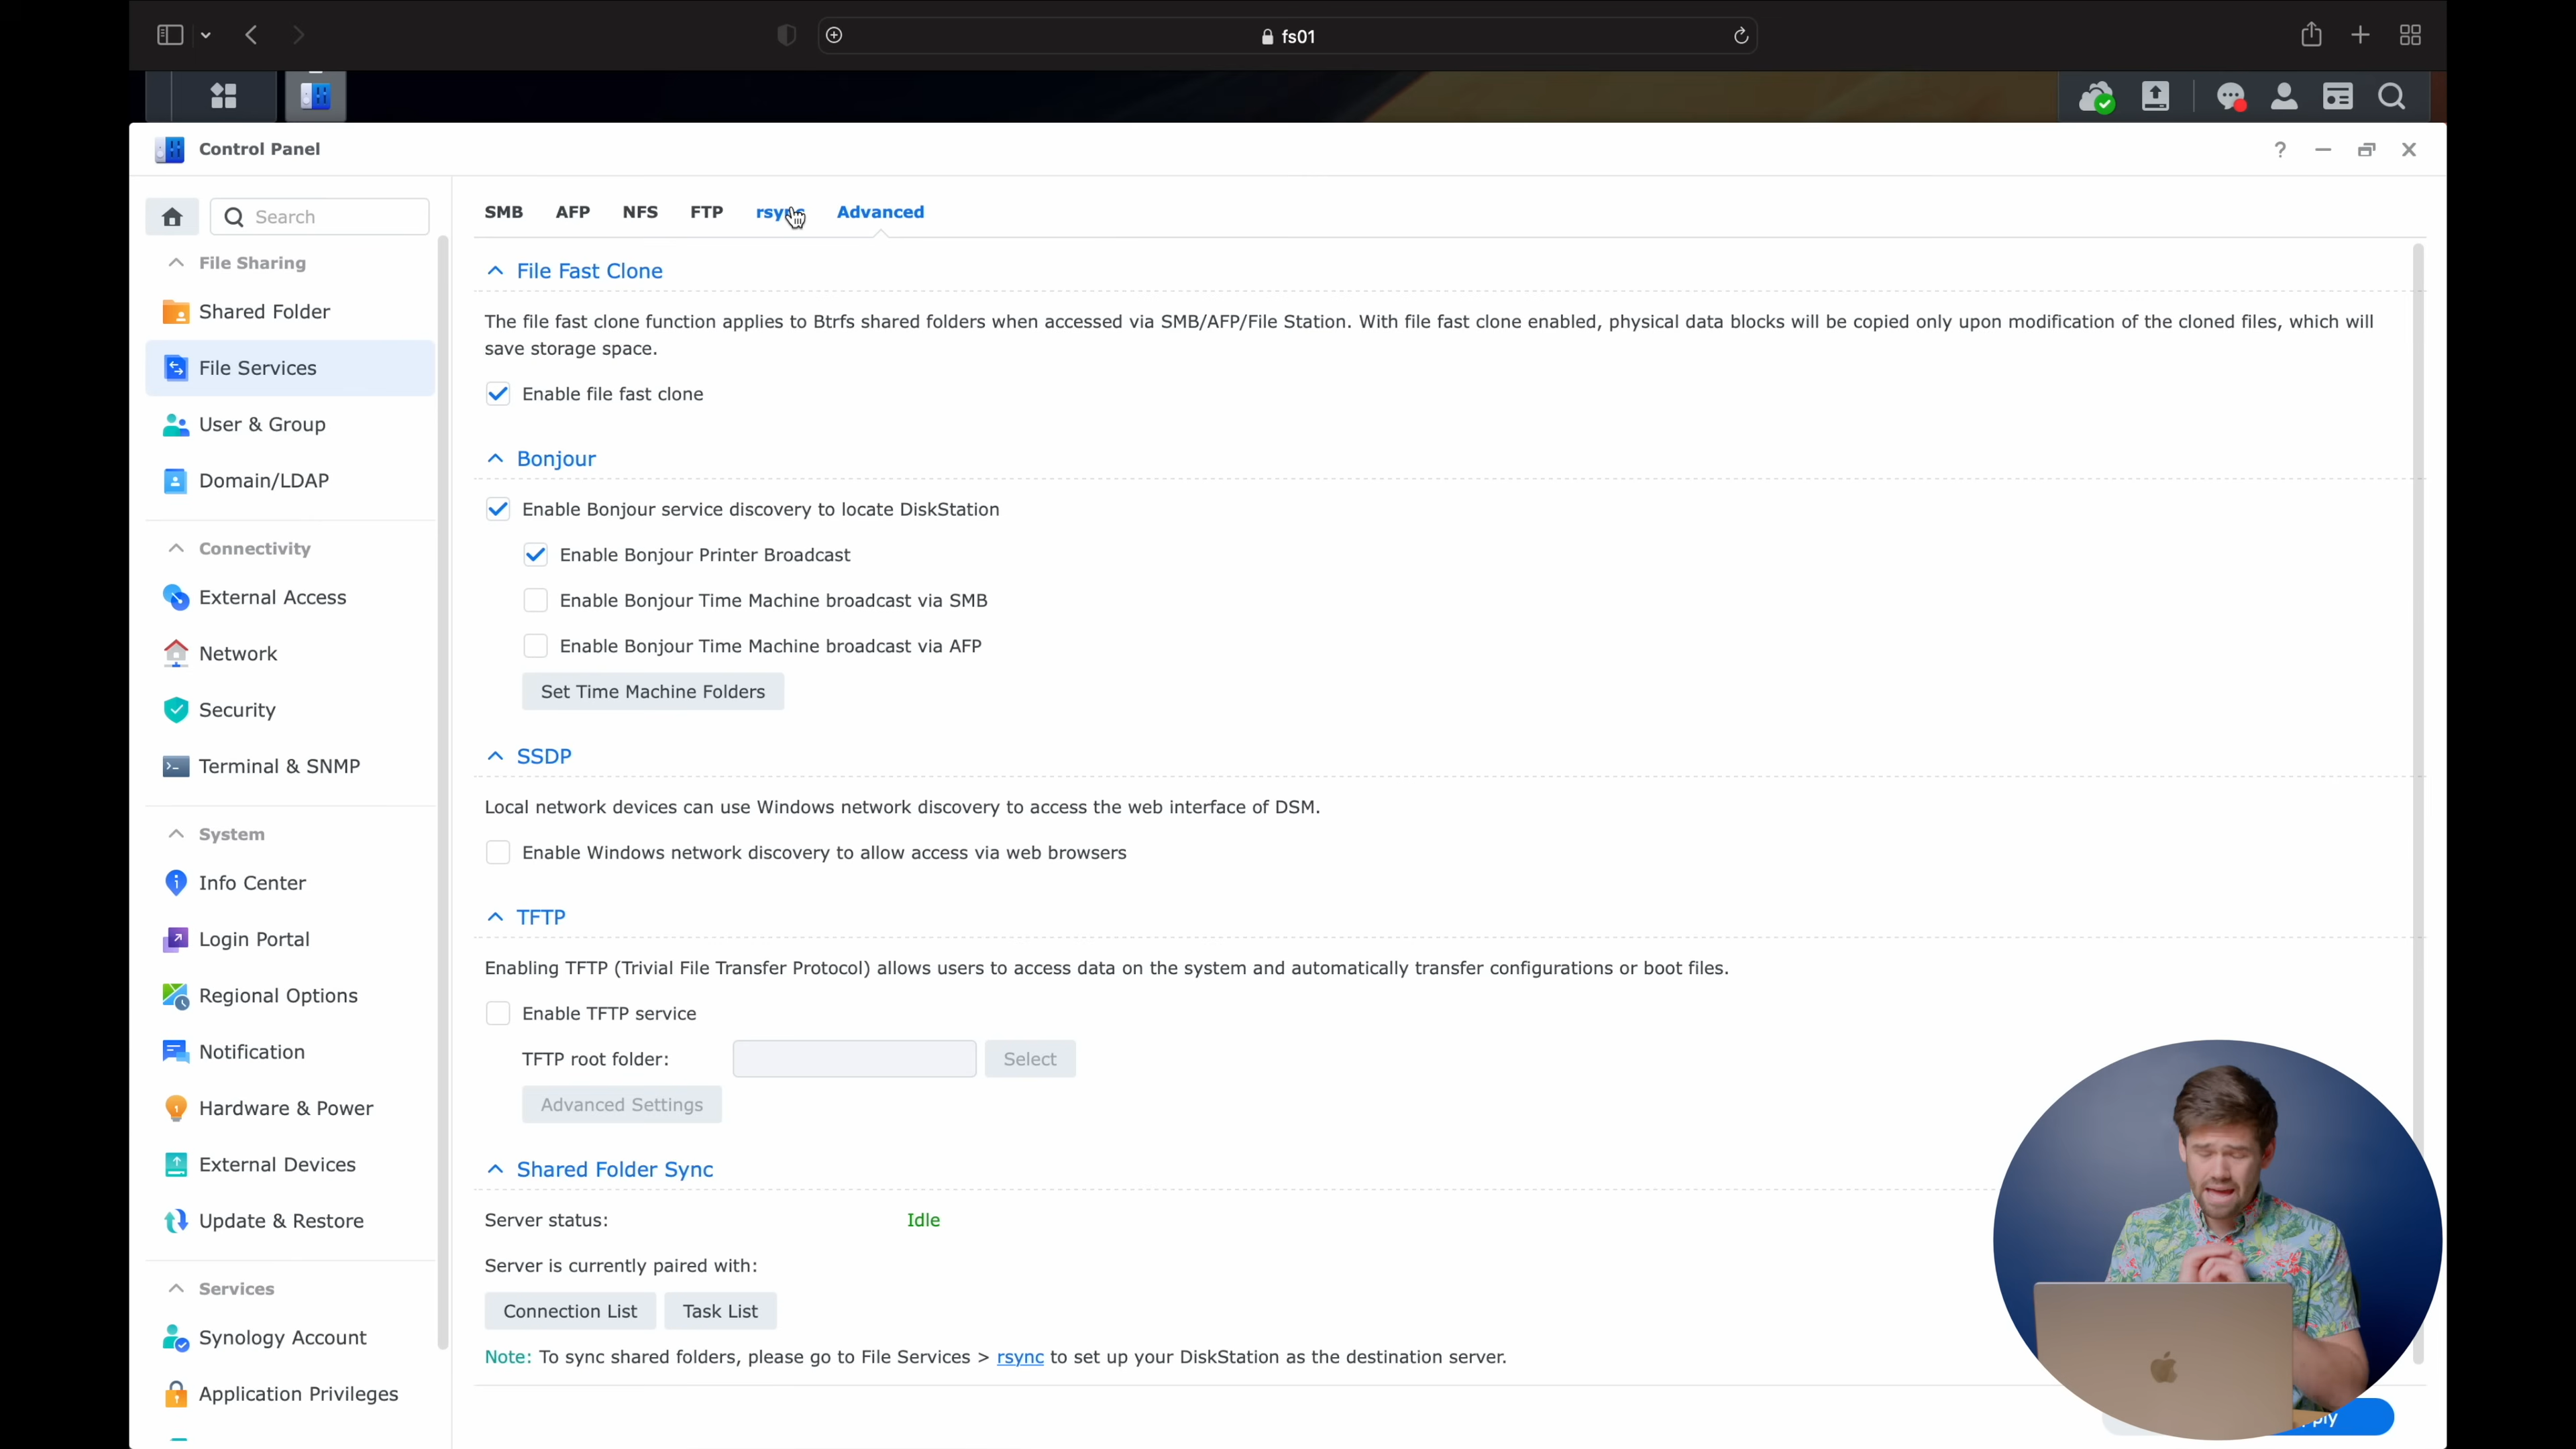 fs01
Control Panel
Search
File Sharing
Shared Folder
File Services
User & Group
Domain/LDAP
Connectivity
External Access
Network
Security
Terminal & SNMP
System
Info Center
Login Portal
Regional Options
Notification
Hardware & Power
External Devices
Update & Restore
Services
Synology Account
Application Privileges
SMB AFP NFS FTP rsync Advanced
File Fast Clone
The file fast clone function applies to Btrfs shared folders when accessed via SMB/AFP/File Station. With file fast clone enabled, physical data blocks will be copied only upon modification of the cloned files, which will
save storage space.
Enable file fast clone
Bonjour
Enable Bonjour service discovery to locate DiskStation
Enable Bonjour Printer Broadcast
Enable Bonjour Time Machine broadcast via SMB
Enable Bonjour Time Machine broadcast via AFP
Set Time Machine Folders
SSDP
Local network devices can use Windows network discovery to access the web interface of DSM.
Enable Windows network discovery to allow access via web browsers
TFTP
Enabling TFTP (Trivial File Transfer Protocol) allows users to access data on the system and automatically transfer configurations or boot files.
Enable TFTP service
TFTP root folder: Select
Advanced Settings
Shared Folder Sync
Server status: Idle
Server is currently paired with:
Connection List Task List
Note: To sync shared folders, please go to File Services > rsync to set up your DiskStation as the destination server.